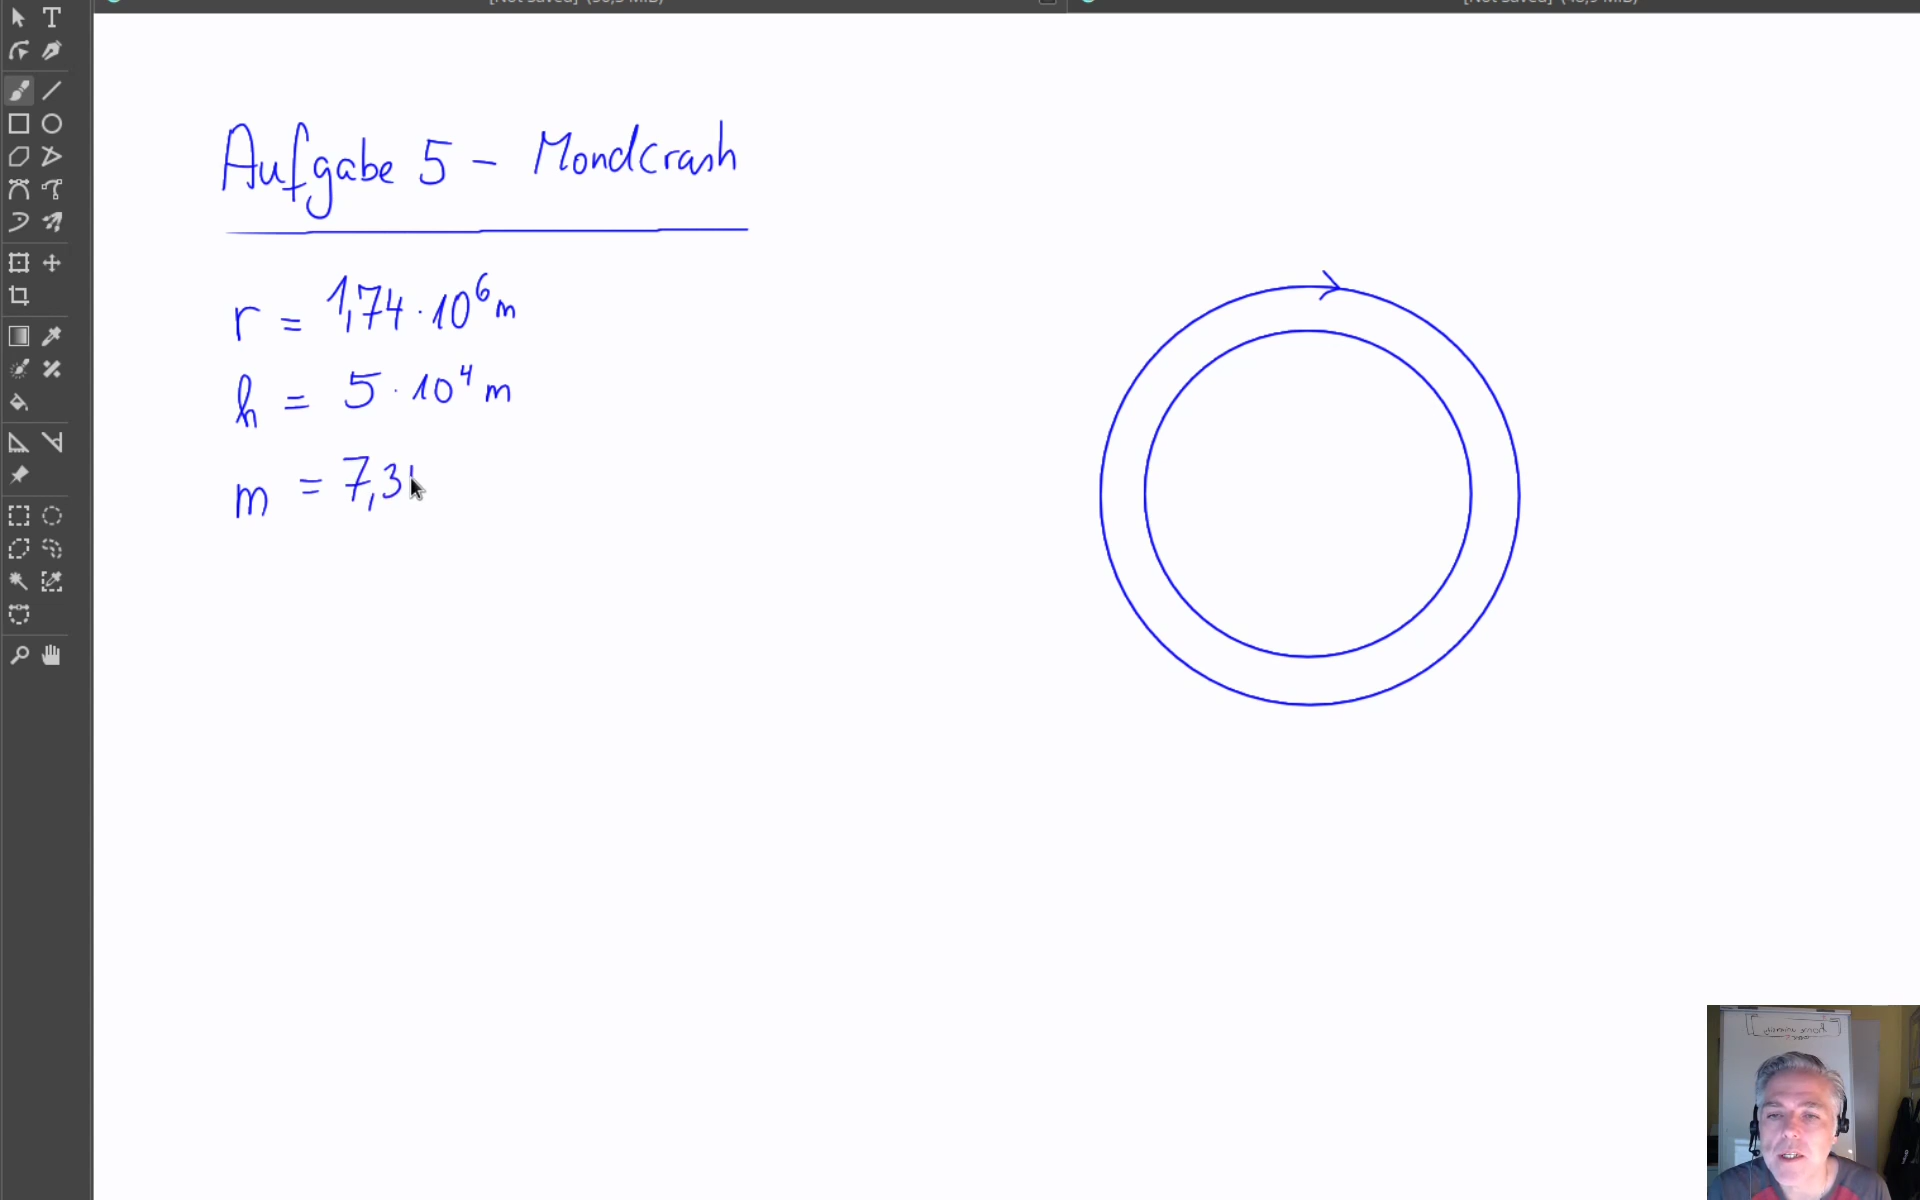 Aufgabe 5 - Mondcrash
r = 1,74 · 10⁶ m
h = 5 · 10⁴ m
m = 7,3